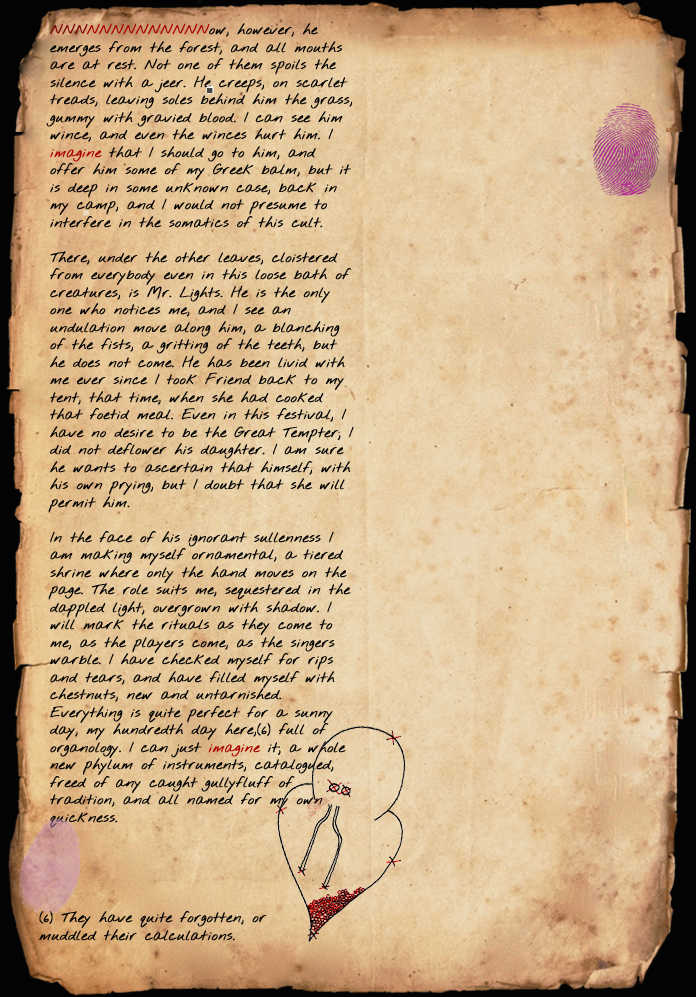 NNNNNNNNNNNNNow, however, he
emerges from the forest, and all mouths
are at rest. Not one of them spoils the
silence with a jeer. He creeps, on scarlet
treads, leaving soles behind him the grass,
gummy with gravied blood. I can see him
wince, and even the winces hurt him. I
imagine that I should go to him, and
offer him some of my Greek balm, but it
is deep in some unknown case, back in
my camp, and I would not presume to
interfere in the somatics of this cult.
There, under the other leaves, cloistered
from everybody even in this loose bath of
creatures, is Mr. Lights. He is the only
one who notices me, and I see an
undulation move along him, a blanching
of the fists, a gritting of the teeth, but
he does not come. He has been livid with
me ever since I took Friend back to my
tent, that time, when she had cooked
that foetid meal. Even in this festival, I
have no desire to be the Great Tempter; I
did not deflower his daughter. I am sure
he wants to ascertain that himself, with
his own prying, but I doubt that she will
permit him.
In the face of his ignorant sullenness I
am making myself ornamental, a tiered
shrine where only the hand moves on the
page. The role suits me, sequestered in the
dappled light, overgrown with shadow. I
will mark the rituals as they come to
me, as the players come, as the singers
warble. I have checked myself for rips
and tears, and have filled myself with
chestnuts, new and untarnished.
Everything is quite perfect for a sunny
day, my hundredth day here,(6) full of
organology. I can just imagine it, a whole
new phylum of instruments, catalogued,
freed of any caught gullyfluff of
tradition, and all named for my own
quickness.
(6) They have quite forgotten, or
muddled their calculations.